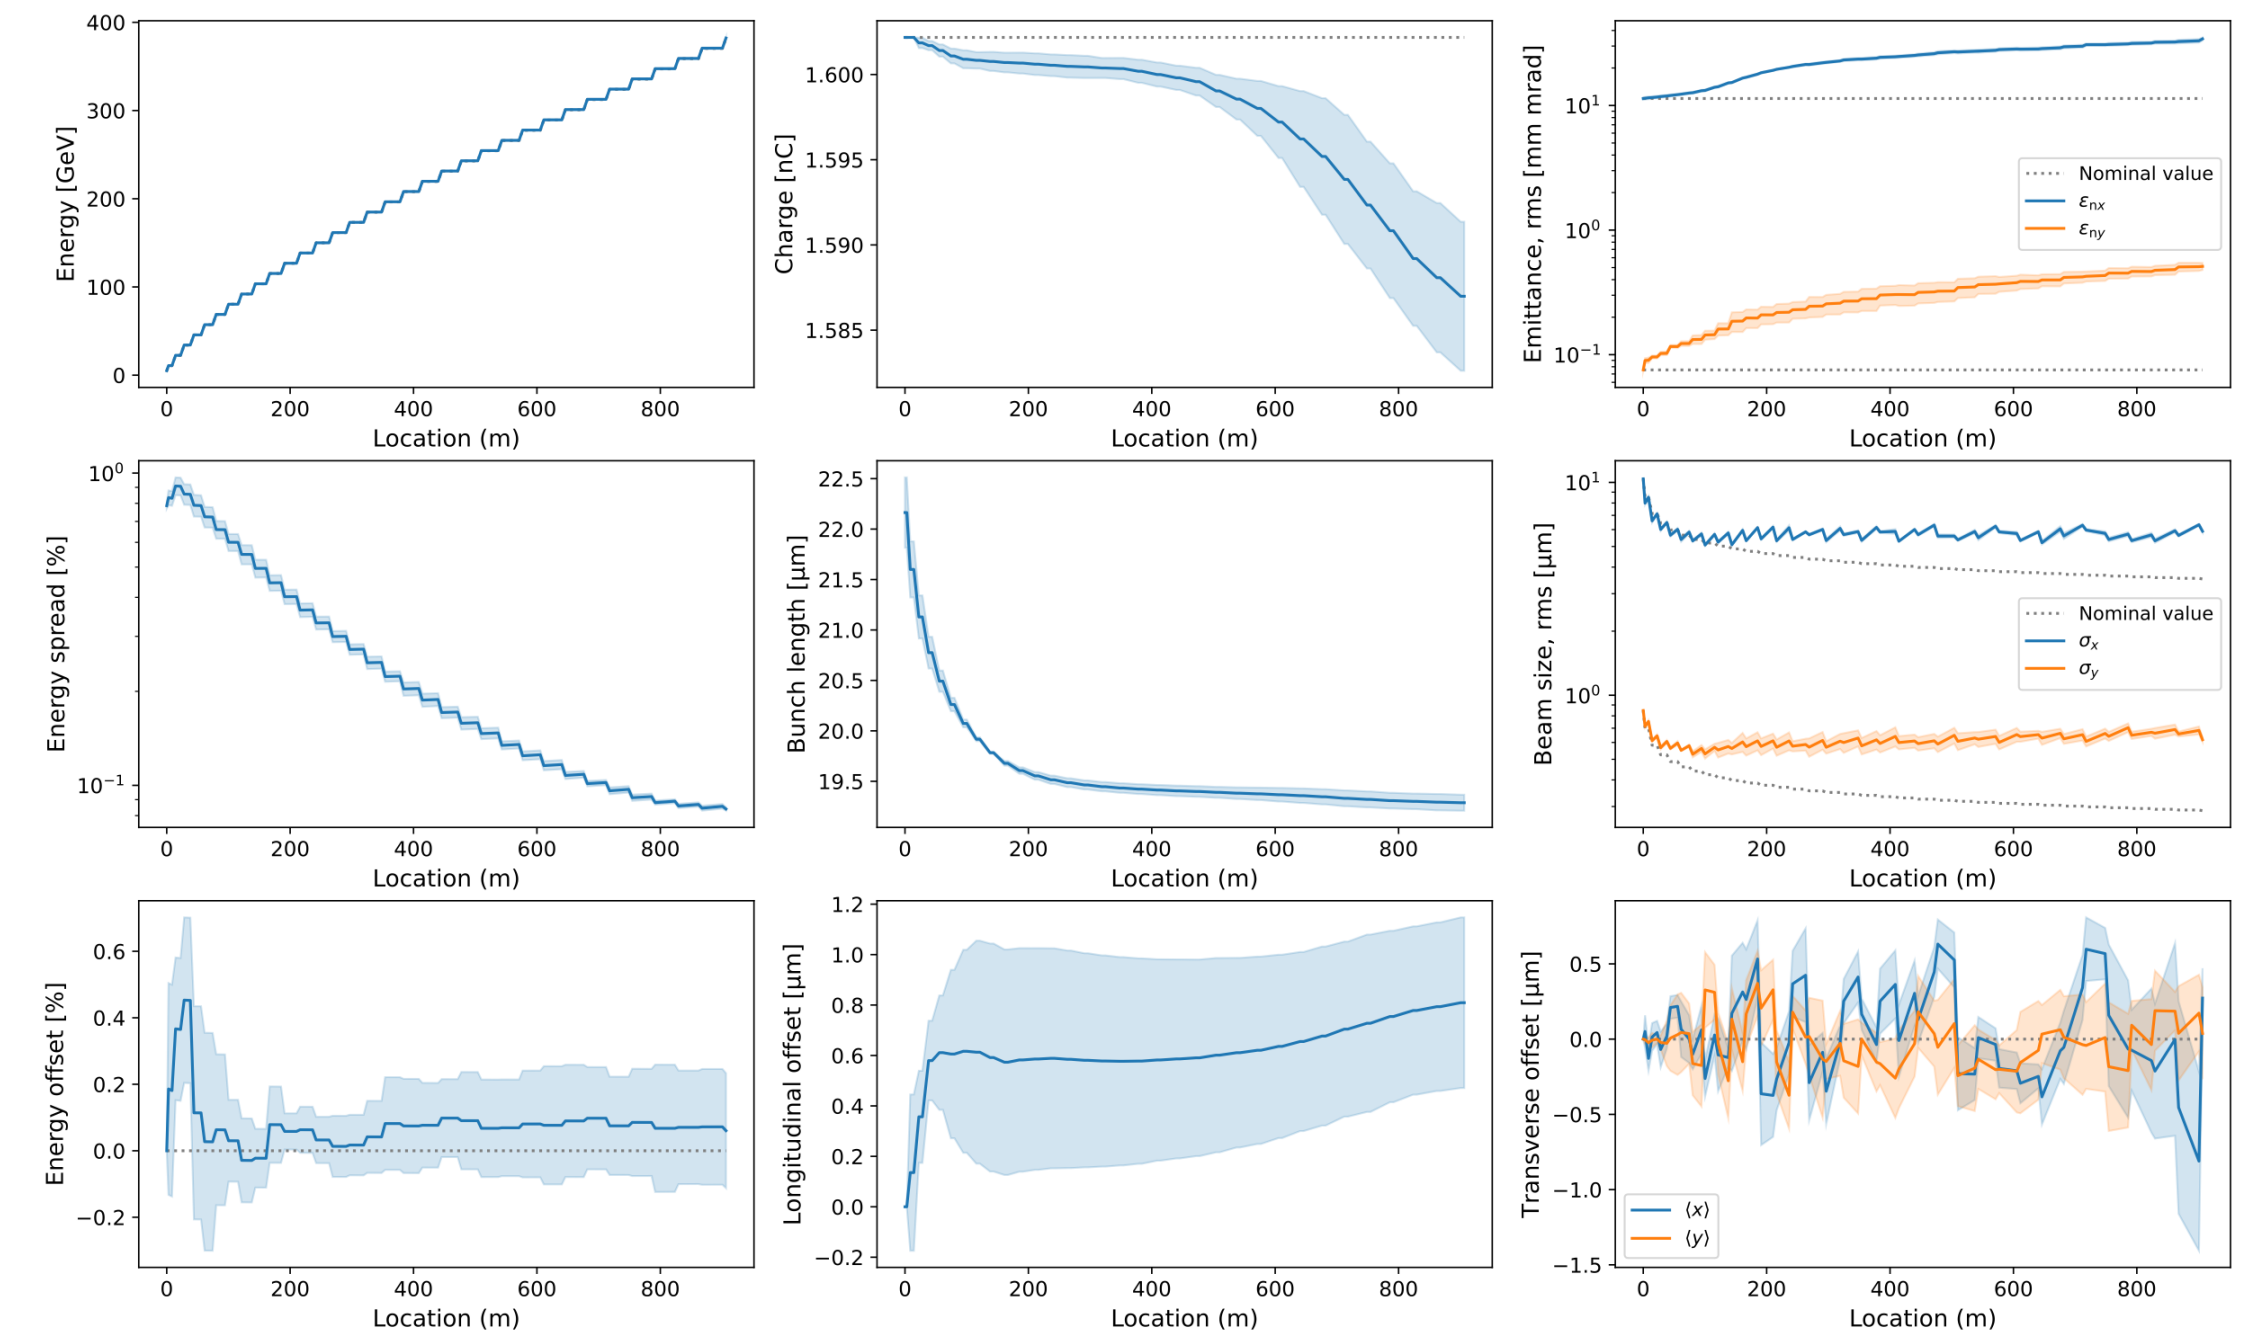 400
300
200
100
0
Energy [GeV]
0 200 400 600 800
Location (m)
1.600
1.595
1.590
1.585
Charge [nC]
0 200 400 600 800
Location (m)
10¹
10⁰
10⁻¹
Emittance, rms [mm mrad]
Nominal value
εₙₓ
εny
0 200 400 600 800
Location (m)
10⁰
10⁻¹
Energy spread [%]
0 200 400 600 800
Location (m)
22.5
22.0
21.5
21.0
20.5
20.0
19.5
Bunch length [μm]
0 200 400 600 800
Location (m)
10¹
10⁰
Beam size, rms [μm]
Nominal value
σₓ
σy
0 200 400 600 800
Location (m)
0.6
0.4
0.2
0.0
−0.2
Energy offset [%]
0 200 400 600 800
Location (m)
1.2
1.0
0.8
0.6
0.4
0.2
0.0
−0.2
Longitudinal offset [μm]
0 200 400 600 800
Location (m)
0.5
0.0
−0.5
−1.0
−1.5
Transverse offset [μm]
⟨x⟩
⟨y⟩
0 200 400 600 800
Location (m)